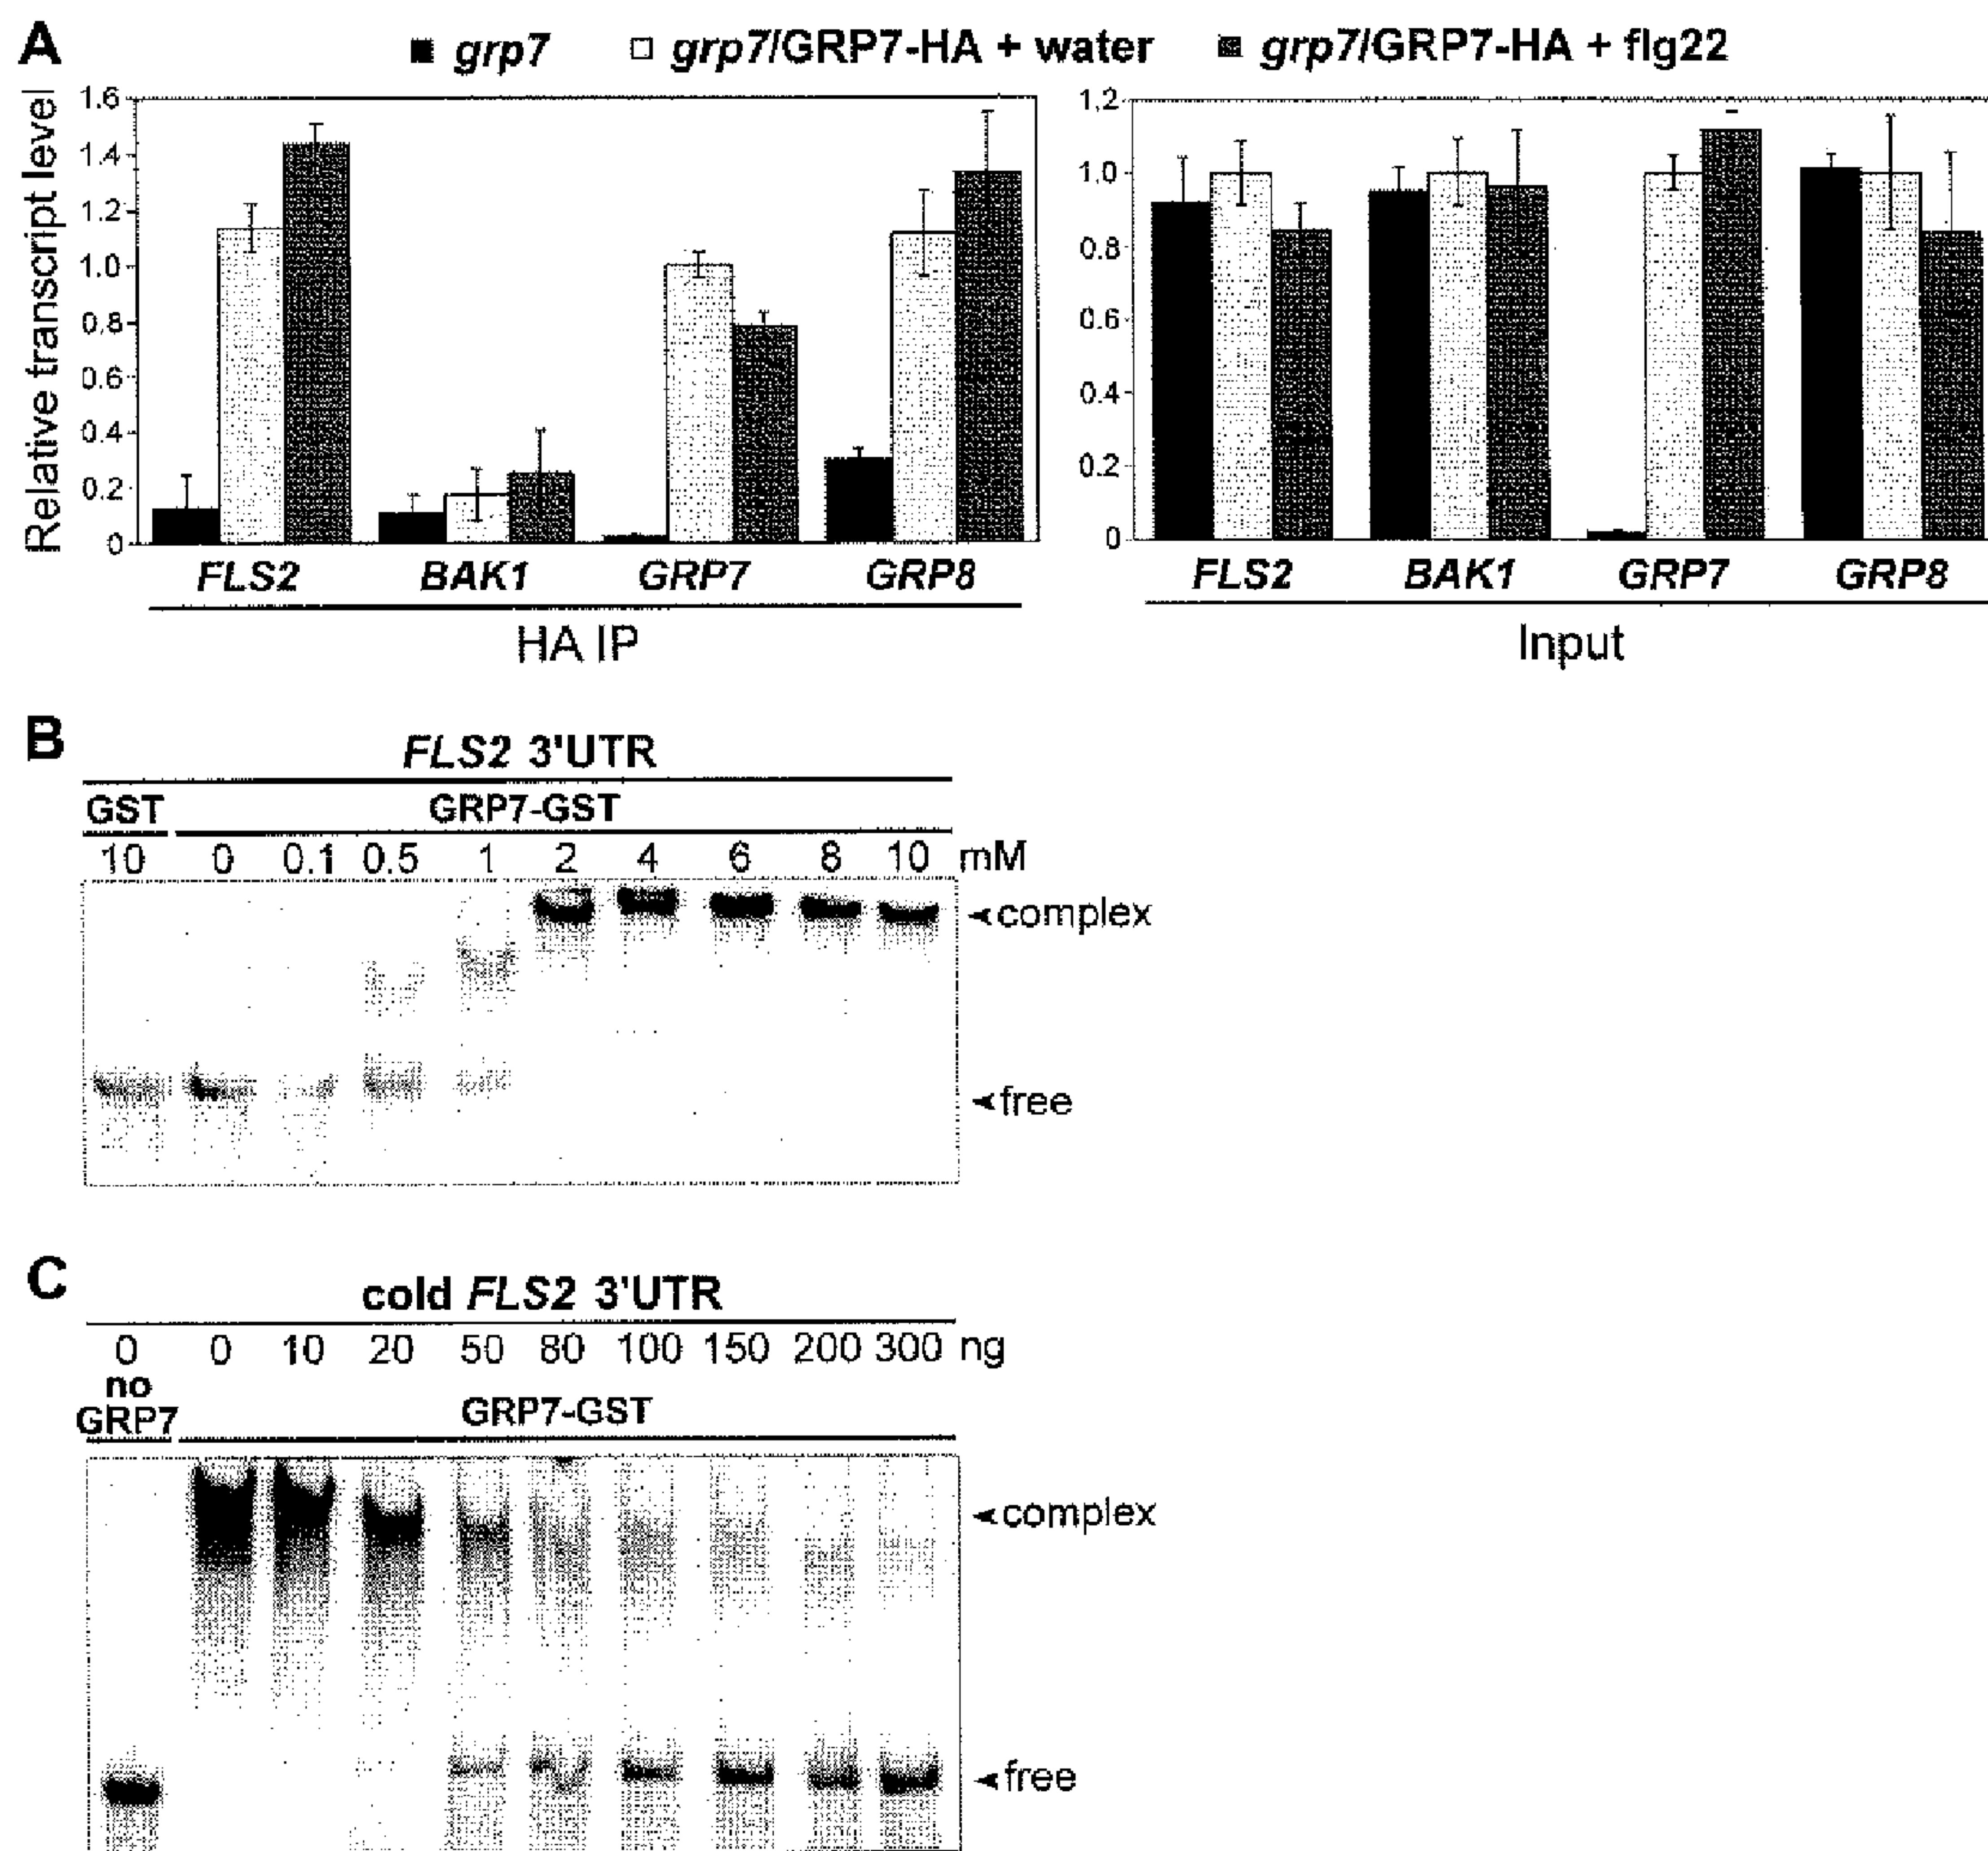 A
grp7 grp7/GRP7-HA + water grp7/GRP7-HA + flg22
Relative transcript level
1.6
1.4
1.2
1.0
0.8
0.6
0.4
0.2
0
FLS2 BAK1 GRP7 GRP8
HA IP
1.2
1.0
0.8
0.6
0.4
0.2
0
FLS2 BAK1 GRP7 GRP8
Input
B
FLS2 3'UTR
GST GRP7-GST
10 0 0.1 0.5 1 2 4 6 8 10 mM
complex
free
C
cold FLS2 3'UTR
0 0 10 20 50 80 100 150 200 300 ng
no
GRP7 GRP7-GST
complex
free